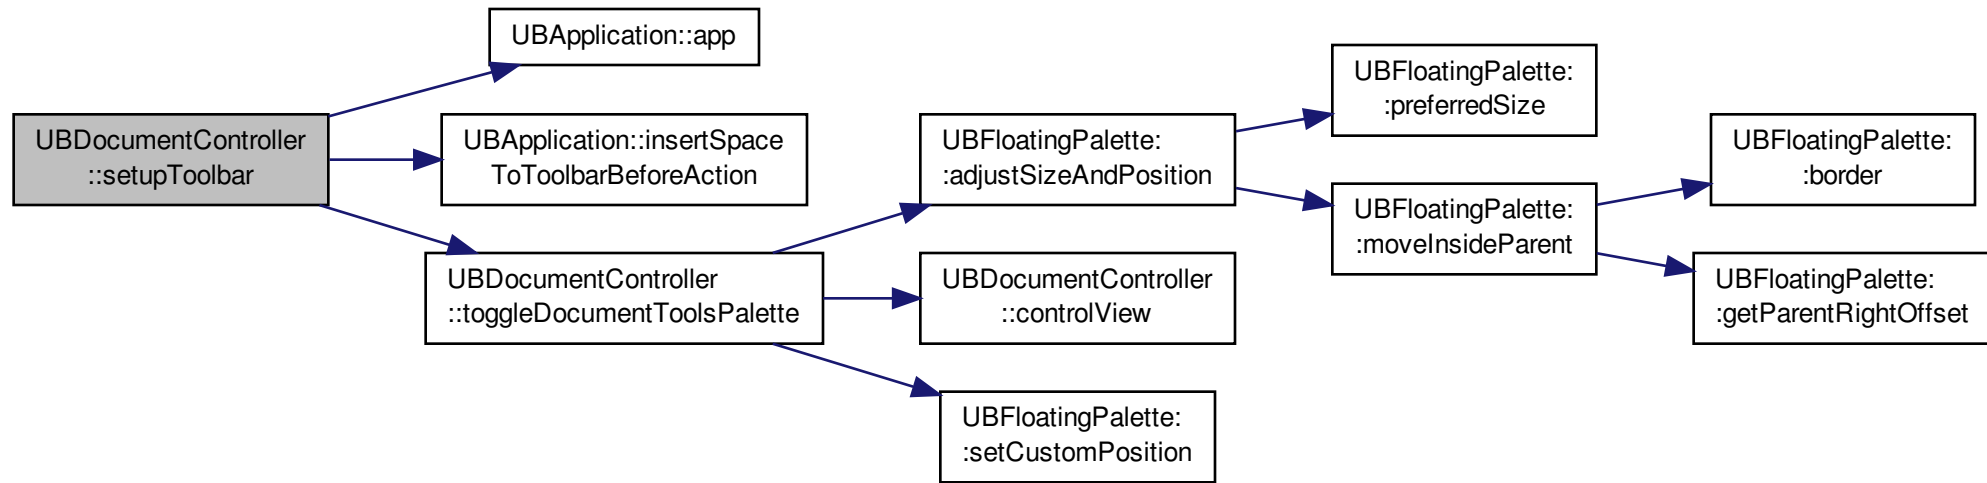 UBDocumentController
::setupToolbar
UBApplication::app
UBApplication::insertSpace
ToToolbarBeforeAction
UBDocumentController
::toggleDocumentToolsPalette
UBFloatingPalette:
:adjustSizeAndPosition
UBDocumentController
::controlView
UBFloatingPalette:
:setCustomPosition
UBFloatingPalette:
:preferredSize
UBFloatingPalette:
:moveInsideParent
UBFloatingPalette:
:border
UBFloatingPalette:
:getParentRightOffset